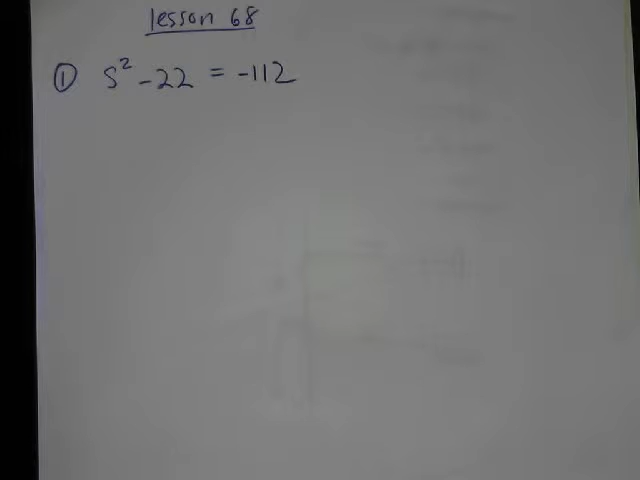 lesson 68
① s² - 22 = -112